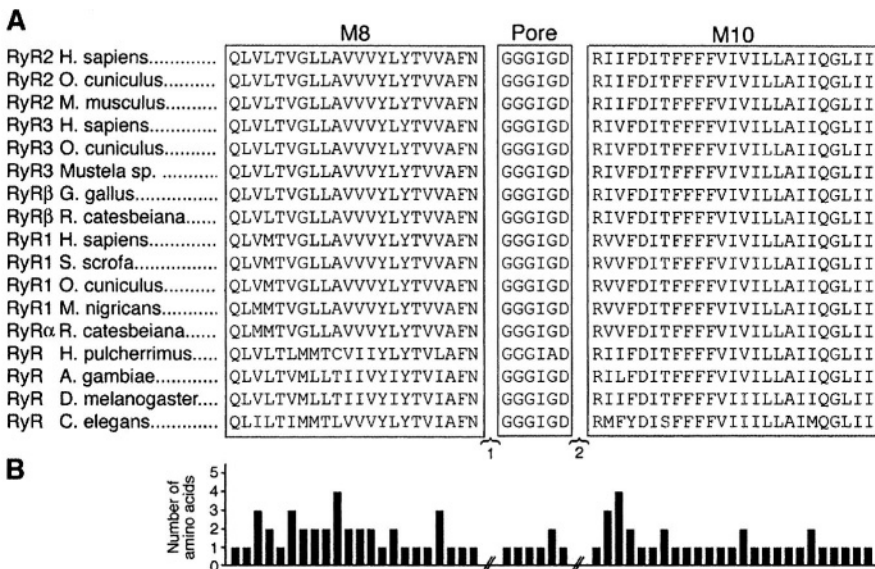 A
M8 Pore M10
RyR2 H. sapiens............. QLVLTVGLLAVVVYLYTVVAFN GGGIGD RIIFDITFFFFVIVILLAIIQGLII
RyR2 O. cuniculus........... QLVLTVGLLAVVVYLYTVVAFN GGGIGD RIIFDITFFFFVIVILLAIIQGLII
RyR2 M. musculus............ QLVLTVGLLAVVVYLYTVVAFN GGGIGD RIIFDITFFFFVIVILLAIIQGLII
RyR3 H. sapiens............. QLVLTVGLLAVVVYLYTVVAFN GGGIGD RIVFDITFFFFVIVILLAIIQGLII
RyR3 O. cuniculus........... QLVLTVGLLAVVVYLYTVVAFN GGGIGD RIVFDITFFFFVIVILLAIIQGLII
RyR3 Mustela sp. ............ QLVLTVGLLAVVVYLYTVVAFN GGGIGD RIVFDITFFFFVIVILLAIIQGLII
RyRβ G. gallus............... QLVLTVGLLAVVVYLYTVVAFN GGGIGD RIVFDITFFFFVIVILLAIIQGLII
RyRβ R. catesbeiana...... QLVLTVGLLAVVVYLYTVVAFN GGGIGD RIVFDITFFFFVIVILLAIIQGLII
RyR1 H. sapiens............. QLVMTVGLLAVVVYLYTVVAFN GGGIGD RVVFDITFFFFVIVILLAIIQGLII
RyR1 S. scrofa............... QLVMTVGLLAVVVYLYTVVAFN GGGIGD RVVFDITFFFFVIVILLAIIQGLII
RyR1 O. cuniculus........... QLVMTVGLLAVVVYLYTVVAFN GGGIGD RVVFDITFFFFVIVILLAIIQGLII
RyR1 M. nigricans............ QLMMTVGLLAVVVYLYTVVAFN GGGIGD RVVFDITFFFFVIVILLAIIQGLII
RyRα R. catesbeiana...... QLMMTVGLLAVVVYLYTVVAFN GGGIGD RVVFDITFFFFVIVILLAIIQGLII
RyR H. pulcherrimus..... QLVLTLMMTCVIIYLYTVLAFN GGGIAD RIIFDITFFFFVIVILLAIIQGLII
RyR A. gambiae............ QLVLTVMLLTIIVYIYTVIAFN GGGIGD RILFDITFFFFVIVILLAIIQGLII
RyR D. melanogaster.... QLVLTVMLLTIIVYLYTVIAFN GGGIGD RIIFDITFFFFVIIILLAIIQGLII
RyR C. elegans............. QLILTIMMTLVVVYLYTVIAFN GGGIGD RMFYDISFFFFVIIILLAIMQGLII
1 2
B
Number of
amino acids
5
4
3
2
1
0